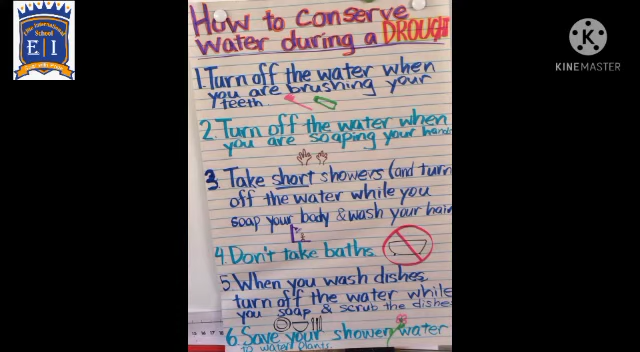 Elite International
School
E I
KINEMASTER
How to Conserve
Water during a DROUGHT
1. Turn off the water when
you are brushing your
teeth.
2. Turn off the water when
you are soaping your hands
3. Take short showers (and turn
off the water while you
soap your body & wash your hair
4. Don't take baths
5 When you wash dishes
turn off the water while
you soap & scrub the dishes
6. Save your shower water
to water plants.